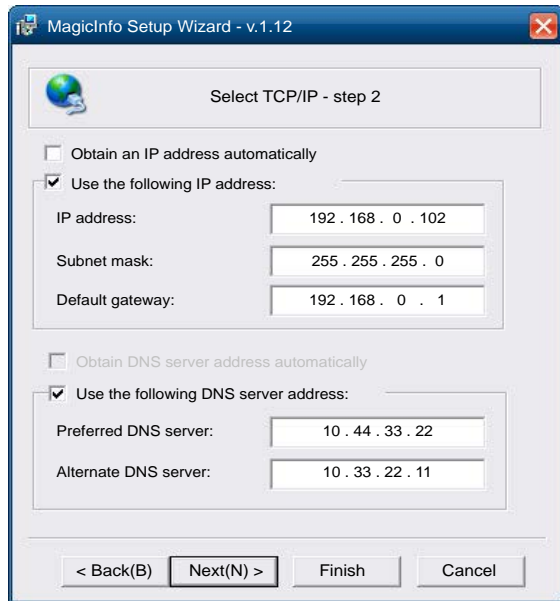 MagicInfo Setup Wizard - v.1.12
Select TCP/IP - step 2
Obtain an IP address automatically
Use the following IP address:
IP address: 192 . 168 . 0 . 102
Subnet mask: 255 . 255 . 255 . 0
Default gateway: 192 . 168 . 0 . 1
Obtain DNS server address automatically
Use the following DNS server address:
Preferred DNS server: 10 . 44 . 33 . 22
Alternate DNS server: 10 . 33 . 22 . 11
< Back(B) Next(N) > Finish Cancel